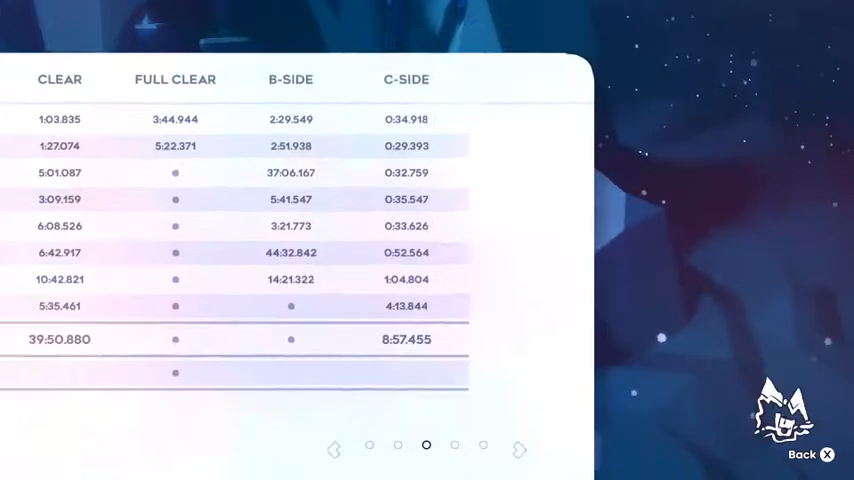 CLEAR FULL CLEAR B-SIDE C-SIDE
1:03.835 3:44.944 2:29.549 0:34.918
1:27.074 5:22.371 2:51.938 0:29.393
5:01.087 37:06.167 0:32.759
3:09.159 5:41.547 0:35.547
6:08.526 3:21.773 0:33.626
6:42.917 44:32.842 0:52.564
10:42.821 14:21.322 1:04.804
5:35.461 4:13.844
39:50.880 8:57.455
Back X